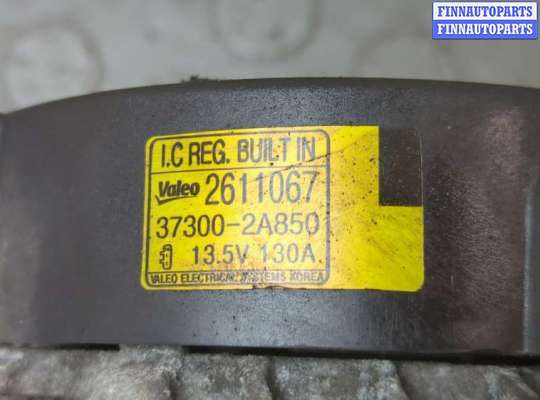 FINNAUTOPARTS
FINNAUTOPARTS
I.C REG. BUILT IN
Valeo 2611067
37300-2A850
13.5V 130A
VALEO ELECTRICAL SYSTEMS KOREA